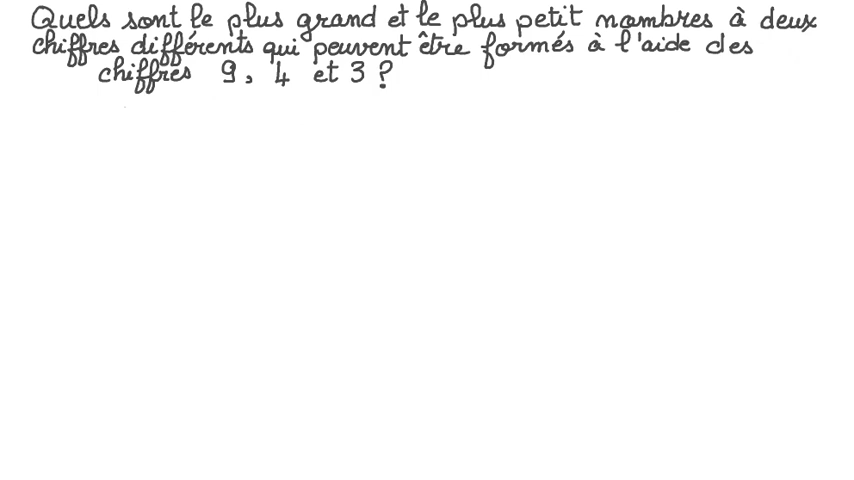 Quels sont le plus grand et le plus petit nombres à deux
chiffres différents qui peuvent être formés à l'aide des
chiffres 9, 4 et 3 ?